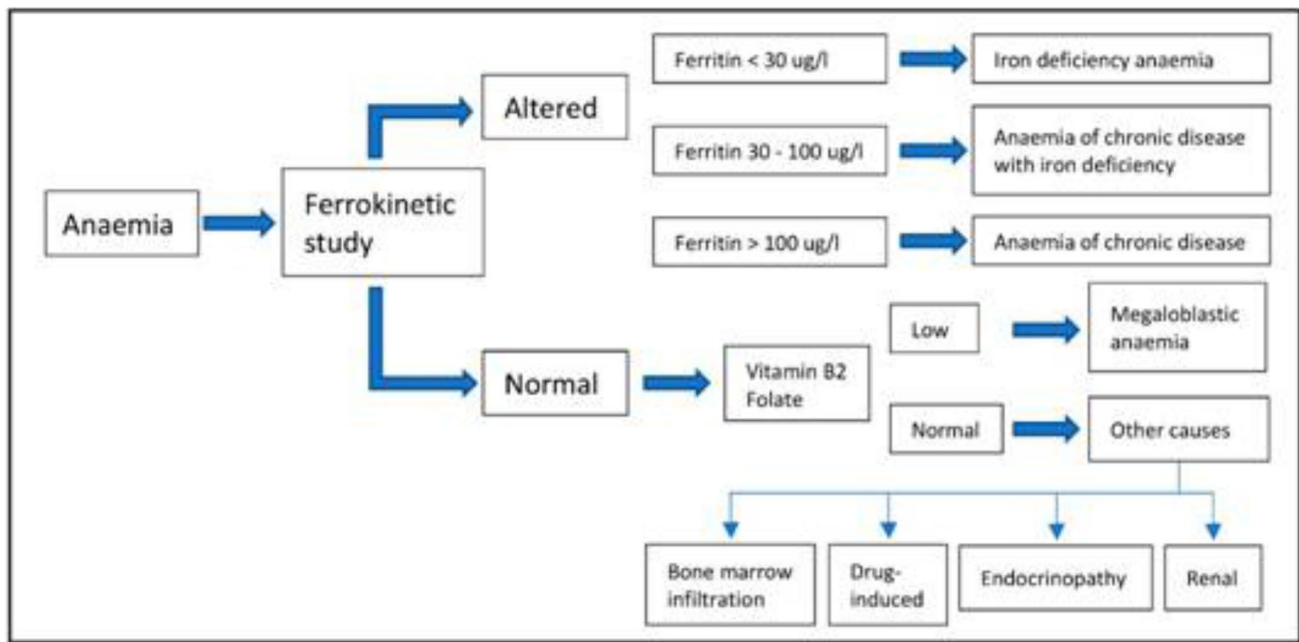 Ferritin < 30 ug/l
Iron deficiency anaemia
Altered
Ferritin 30 - 100 ug/l
Anaemia of chronic disease
with iron deficiency
Anaemia
Ferrokinetic
study
Ferritin > 100 ug/l
Anaemia of chronic disease
Low
Megaloblastic
anaemia
Normal
Vitamin B2
Folate
Normal
Other causes
Bone marrow
infiltration
Drug-
induced
Endocrinopathy
Renal